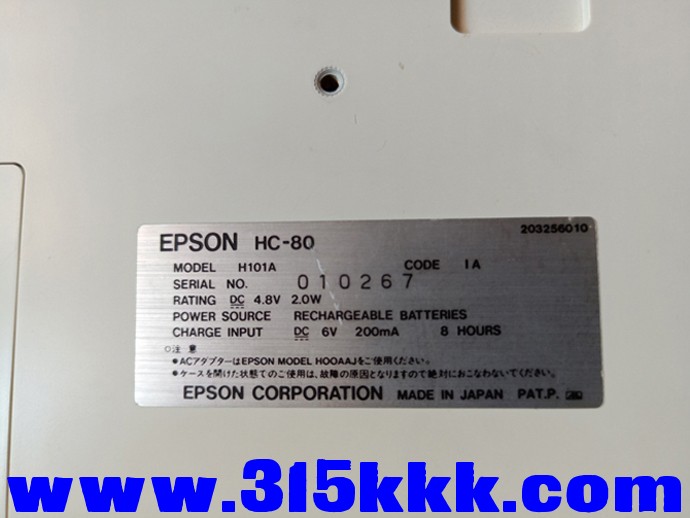 203256010
EPSON HC-80
MODEL H101A CODE IA
SERIAL NO. 010267
RATING DC 4.8V 2.0W
POWER SOURCE RECHARGEABLE BATTERIES
CHARGE INPUT DC 6V 200mA 8 HOURS
○注意
●ACアダプターはEPSON MODEL HOOAAJをご使用ください。
●ケースを開けた状態でのご使用は、故障の原因となりますので絶対におこなわないでください。
EPSON CORPORATION MADE IN JAPAN PAT.P.
www.315kkk.com